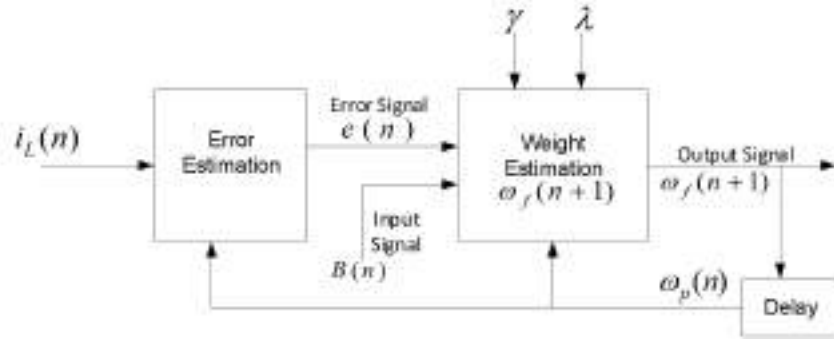 γ λ
i_L(n)
Error
Estimation
Error Signal
e(n)
Weight
Estimation
ω_f(n+1)
Output Signal
ω_f(n+1)
Input
Signal
B(n)
ω_p(n)
Delay